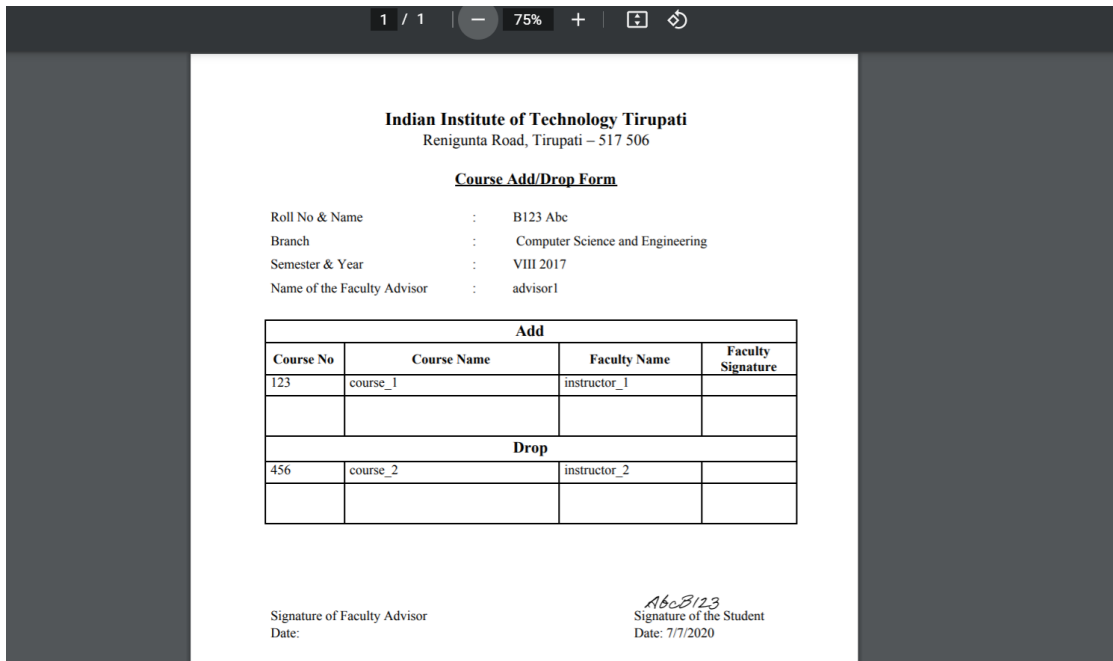 1 / 1 75%
Indian Institute of Technology Tirupati
Renigunta Road, Tirupati – 517 506
Course Add/Drop Form
Roll No & Name : B123 Abc
Branch : Computer Science and Engineering
Semester & Year : VIII 2017
Name of the Faculty Advisor : advisor1
Add
Course No Course Name Faculty Name Faculty Signature
123 course_1 instructor_1
Drop
456 course_2 instructor_2
AbcB123
Signature of Faculty Advisor Signature of the Student
Date: Date: 7/7/2020